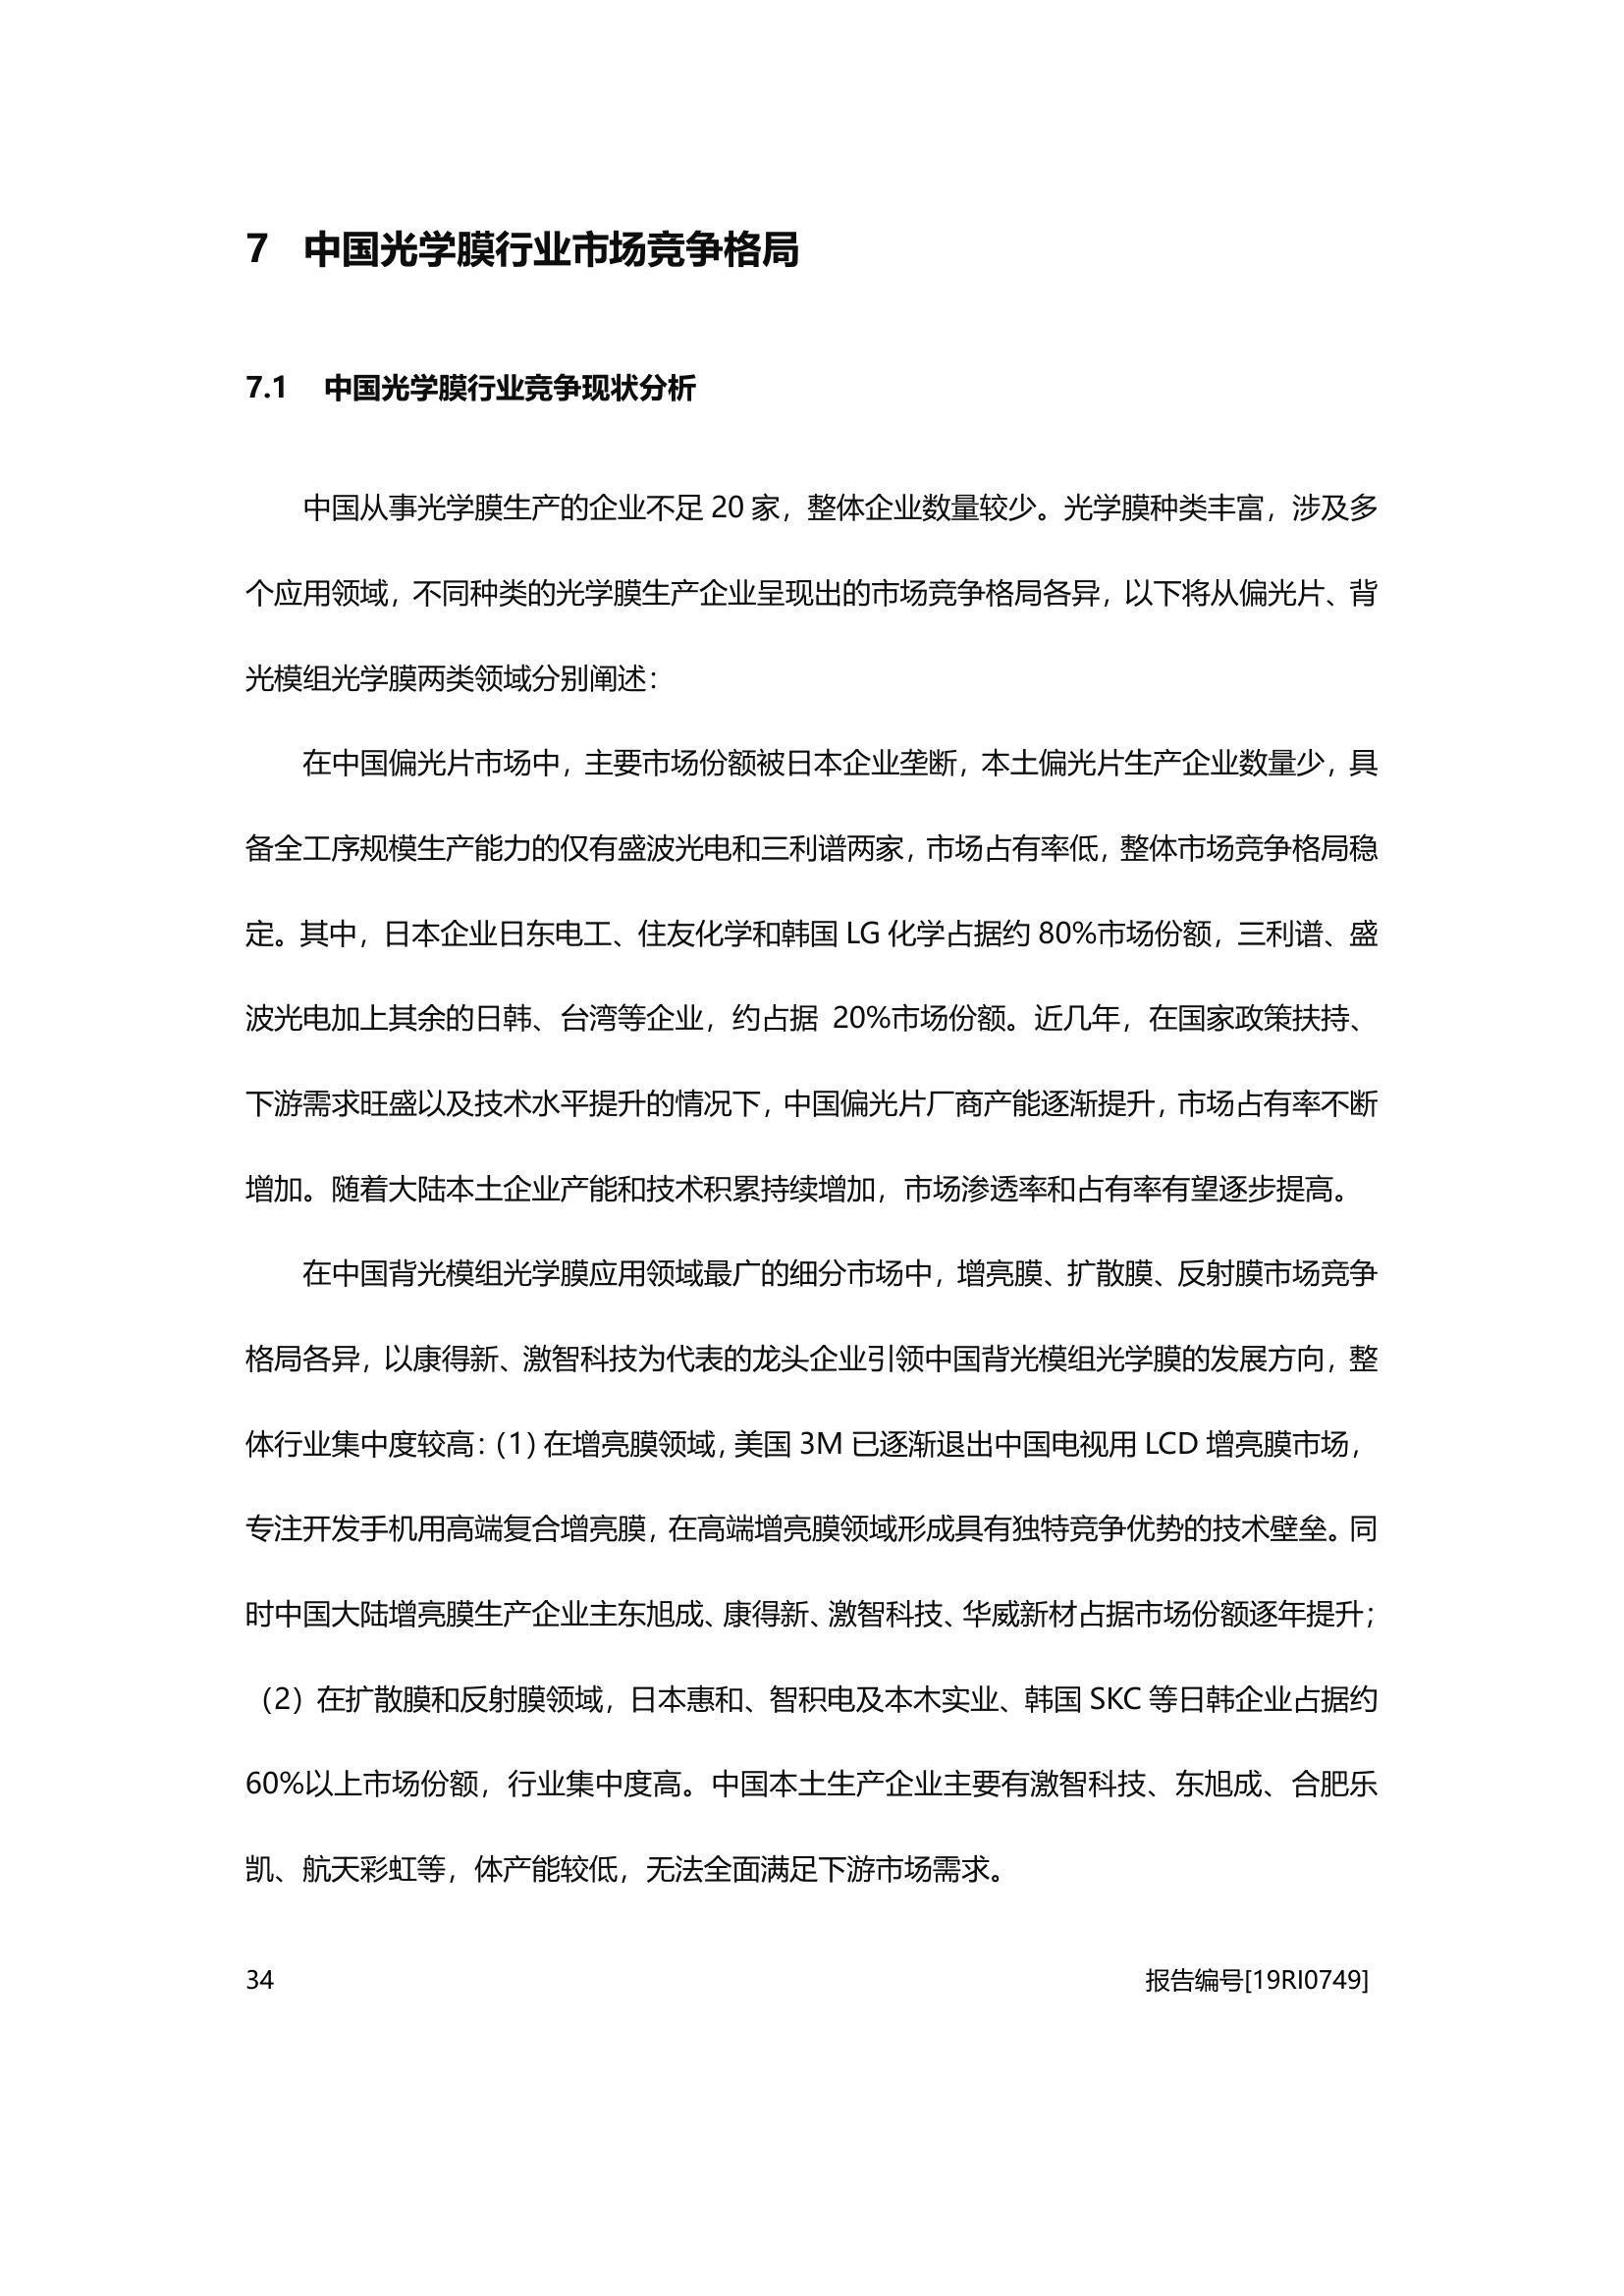 7 中国光学膜行业市场竞争格局
7.1 中国光学膜行业竞争现状分析
中国从事光学膜生产的企业不足 20 家，整体企业数量较少。光学膜种类丰富，涉及多
个应用领域，不同种类的光学膜生产企业呈现出的市场竞争格局各异，以下将从偏光片、背
光模组光学膜两类领域分别阐述：
在中国偏光片市场中，主要市场份额被日本企业垄断，本土偏光片生产企业数量少，具
备全工序规模生产能力的仅有盛波光电和三利谱两家，市场占有率低，整体市场竞争格局稳
定。其中，日本企业日东电工、住友化学和韩国 LG 化学占据约 80%市场份额，三利谱、盛
波光电加上其余的日韩、台湾等企业，约占据 20%市场份额。近几年，在国家政策扶持、
下游需求旺盛以及技术水平提升的情况下，中国偏光片厂商产能逐渐提升，市场占有率不断
增加。随着大陆本土企业产能和技术积累持续增加，市场渗透率和占有率有望逐步提高。
在中国背光模组光学膜应用领域最广的细分市场中，增亮膜、扩散膜、反射膜市场竞争
格局各异，以康得新、激智科技为代表的龙头企业引领中国背光模组光学膜的发展方向，整
体行业集中度较高：（1）在增亮膜领域，美国 3M 已逐渐退出中国电视用 LCD 增亮膜市场，
专注开发手机用高端复合增亮膜，在高端增亮膜领域形成具有独特竞争优势的技术壁垒。同
时中国大陆增亮膜生产企业主东旭成、康得新、激智科技、华威新材占据市场份额逐年提升；
（2）在扩散膜和反射膜领域，日本惠和、智积电及本木实业、韩国 SKC 等日韩企业占据约
60%以上市场份额，行业集中度高。中国本土生产企业主要有激智科技、东旭成、合肥乐
凯、航天彩虹等，体产能较低，无法全面满足下游市场需求。
34 报告编号[19RI0749]